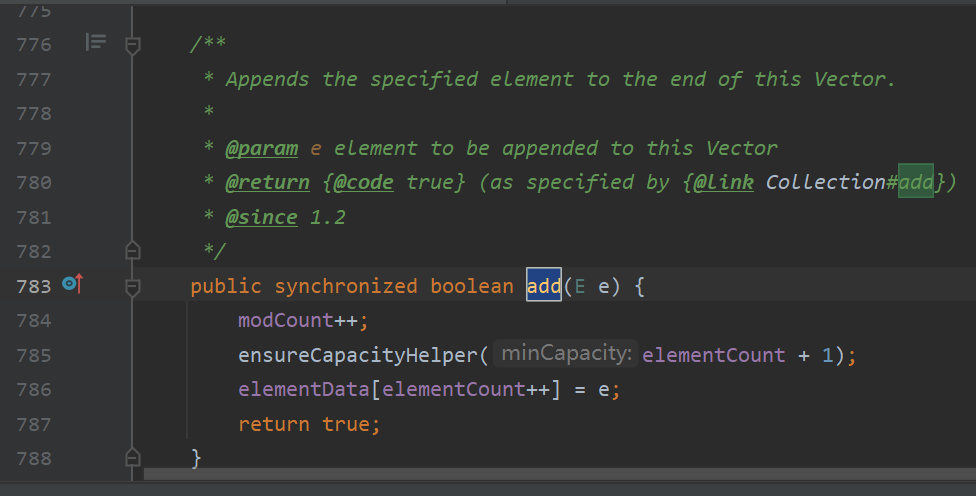 775
776 /**
777 * Appends the specified element to the end of this Vector.
778 *
779 * @param e element to be appended to this Vector
780 * @return {@code true} (as specified by {@link Collection#add})
781 * @since 1.2
782 */
783 public synchronized boolean add(E e) {
784 modCount++;
785 ensureCapacityHelper( minCapacity: elementCount + 1);
786 elementData[elementCount++] = e;
787 return true;
788 }